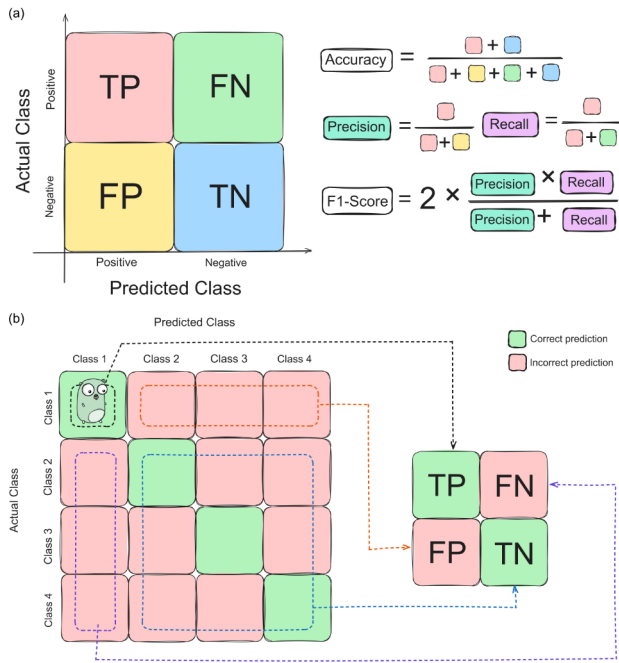 (a)
Actual Class
Positive
Negative
TP
FN
FP
TN
Positive
Negative
Predicted Class
Accuracy = + / + + +
Precision = / +
Recall = / +
F1-Score = 2 × Precision × Recall / Precision + Recall
(b)
Predicted Class
Class 1
Class 2
Class 3
Class 4
Actual Class
Class 1
Class 2
Class 3
Class 4
Correct prediction
Incorrect prediction
TP
FN
FP
TN